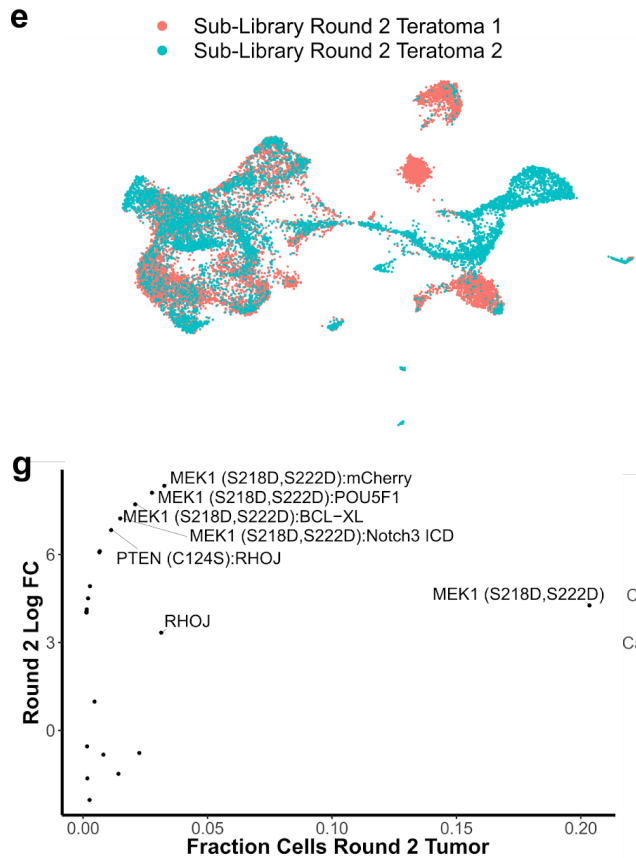 e
Sub-Library Round 2 Teratoma 1
Sub-Library Round 2 Teratoma 2
g
MEK1 (S218D,S222D):mCherry
MEK1 (S218D,S222D):POU5F1
MEK1 (S218D,S222D):BCL−XL
MEK1 (S218D,S222D):Notch3 ICD
PTEN (C124S):RHOJ
MEK1 (S218D,S222D)
RHOJ
C
Ca
Round 2 Log FC
6
3
0
0.00 0.05 0.10 0.15 0.20
Fraction Cells Round 2 Tumor